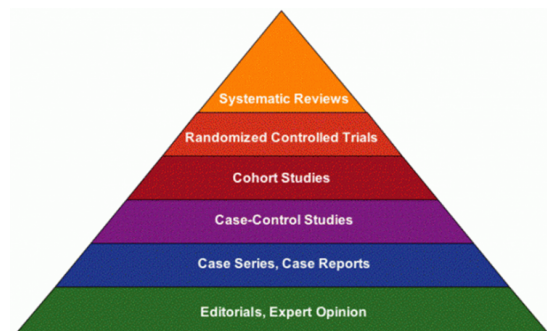 Systematic Reviews
Randomized Controlled Trials
Cohort Studies
Case-Control Studies
Case Series, Case Reports
Editorials, Expert Opinion